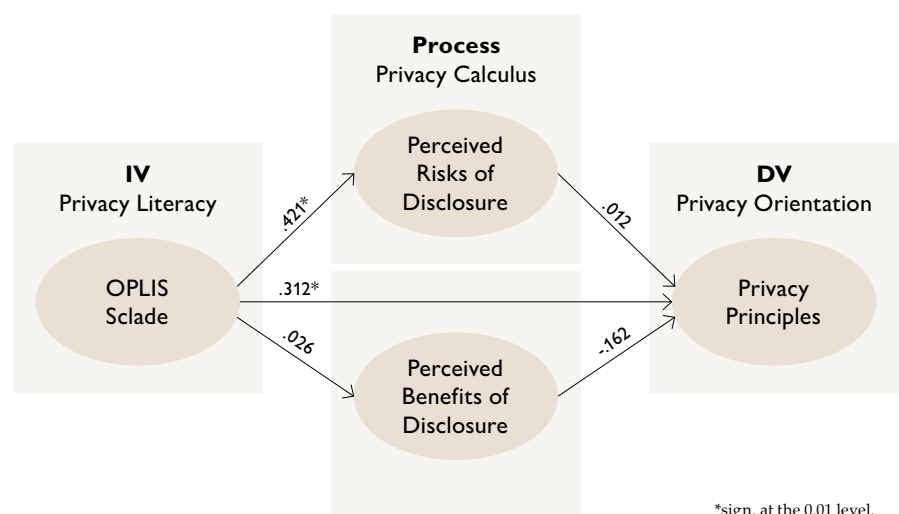 Process
Privacy Calculus
Perceived
Risks of
Disclosure
IV
Privacy Literacy
OPLIS
Sclade
DV
Privacy Orientation
Privacy
Principles
.421*
.012
.312*
.026
-.162
Perceived
Benefits of
Disclosure
*sign. at the 0.01 level.